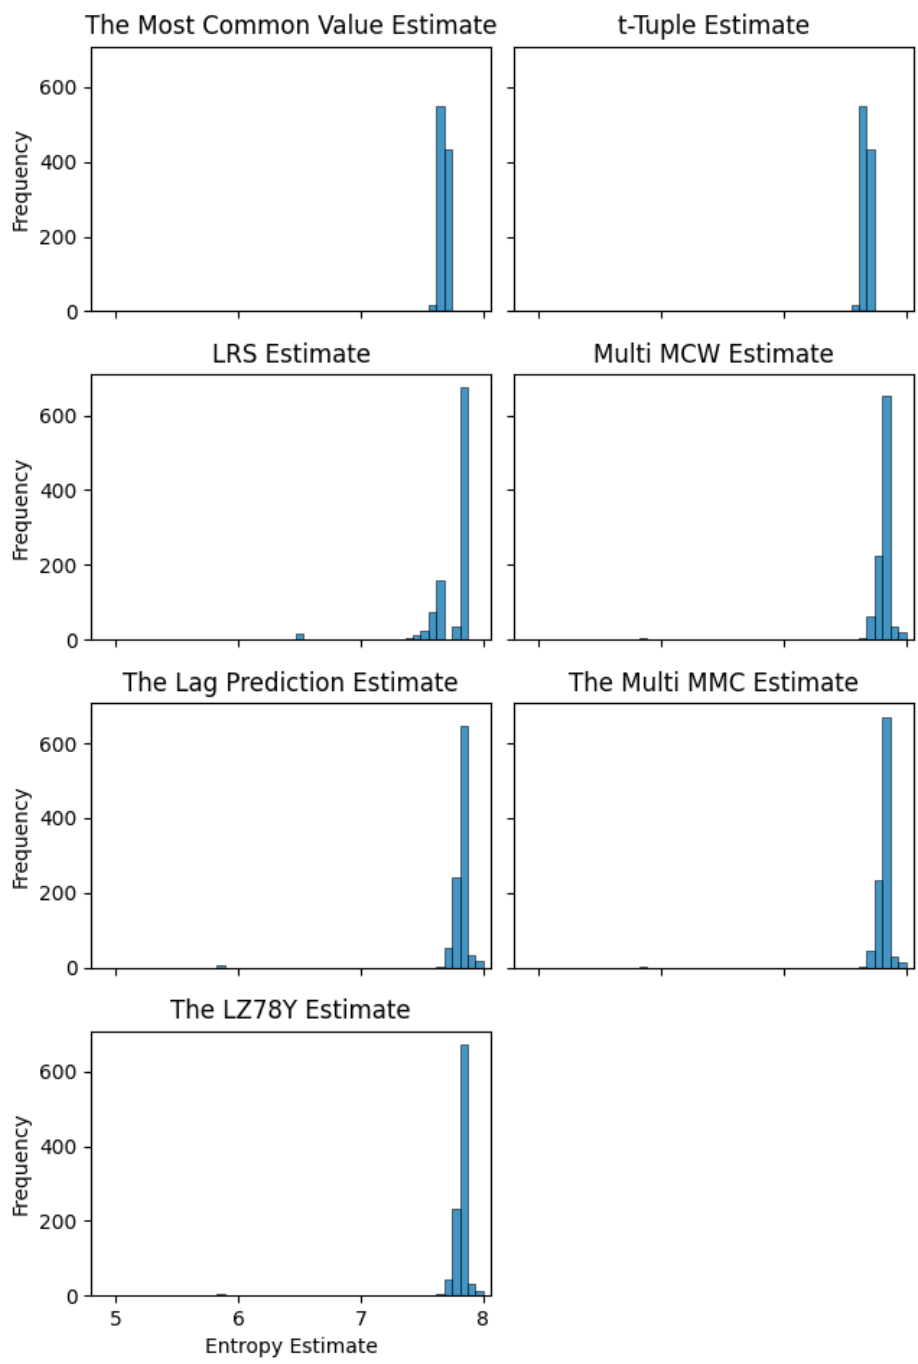 The Most Common Value Estimate
t-Tuple Estimate
600
400
200
0
Frequency
LRS Estimate
Multi MCW Estimate
600
400
200
0
Frequency
The Lag Prediction Estimate
The Multi MMC Estimate
600
400
200
0
Frequency
The LZ78Y Estimate
600
400
200
0
Frequency
5 6 7 8
Entropy Estimate